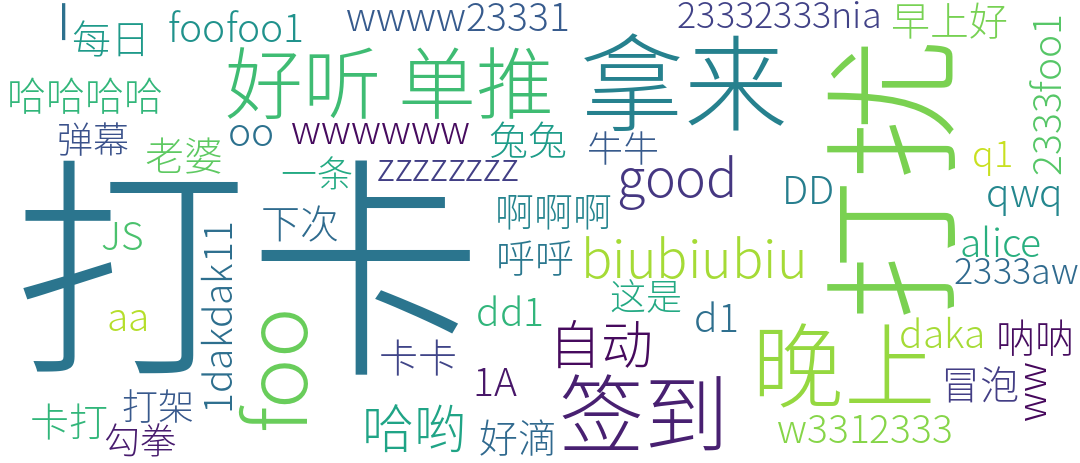 l
每日
foofoo1
wwww23331
23332333nia
早上好
哈哈哈哈
好听
单推
拿来
打扰
2333foo1
弹幕
oo
wwwwww
兔兔
牛牛
老婆
一条
zzzzzzzz
good
DD
q1
qwq
打卡
下次
啊啊啊
JS
呼呼
biubiubiu
alice
2333aw
1dakdak11
这是
aa
foo
dd1
d1
自动
晚上
daka
呐呐
卡卡
1A
签到
冒泡
ww
卡打
打架
勾拳
哈哟
好滴
w3312333